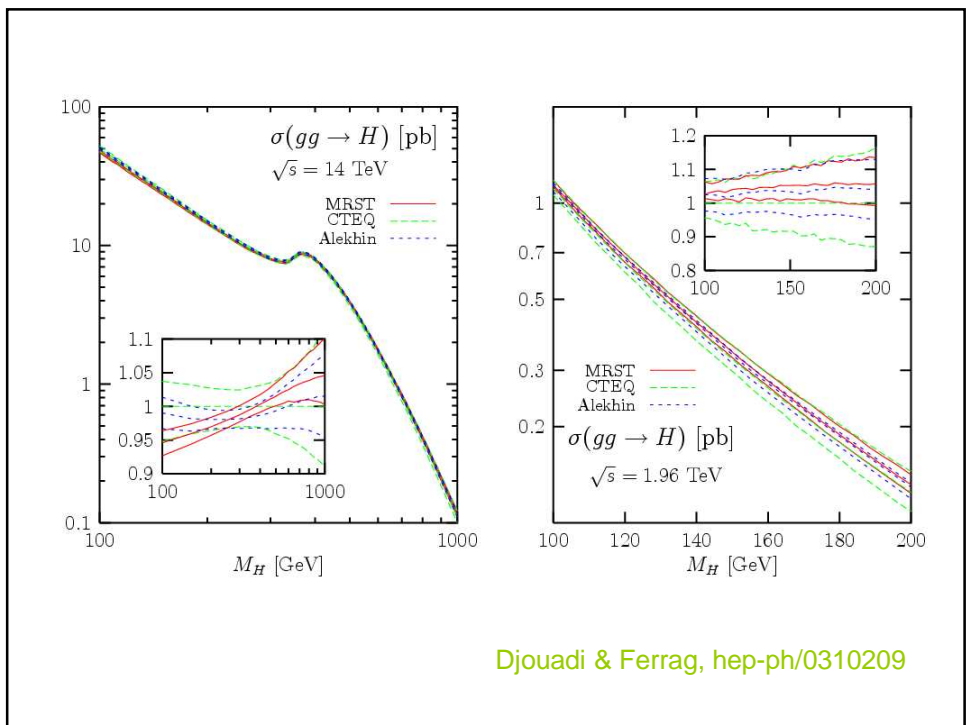 100
10
1
0.1
σ(gg → H) [pb]
√s = 14 TeV
MRST
CTEQ
Alekhin
1.1
1.05
1
0.95
0.9
100 1000
100 1000
M_H [GeV]
1
0.7
0.5
0.3
0.2
1.2
1.1
1
0.9
0.8
100 150 200
MRST
CTEQ
Alekhin
σ(gg → H) [pb]
√s = 1.96 TeV
100 120 140 160 180 200
M_H [GeV]
Djouadi & Ferrag, hep-ph/0310209